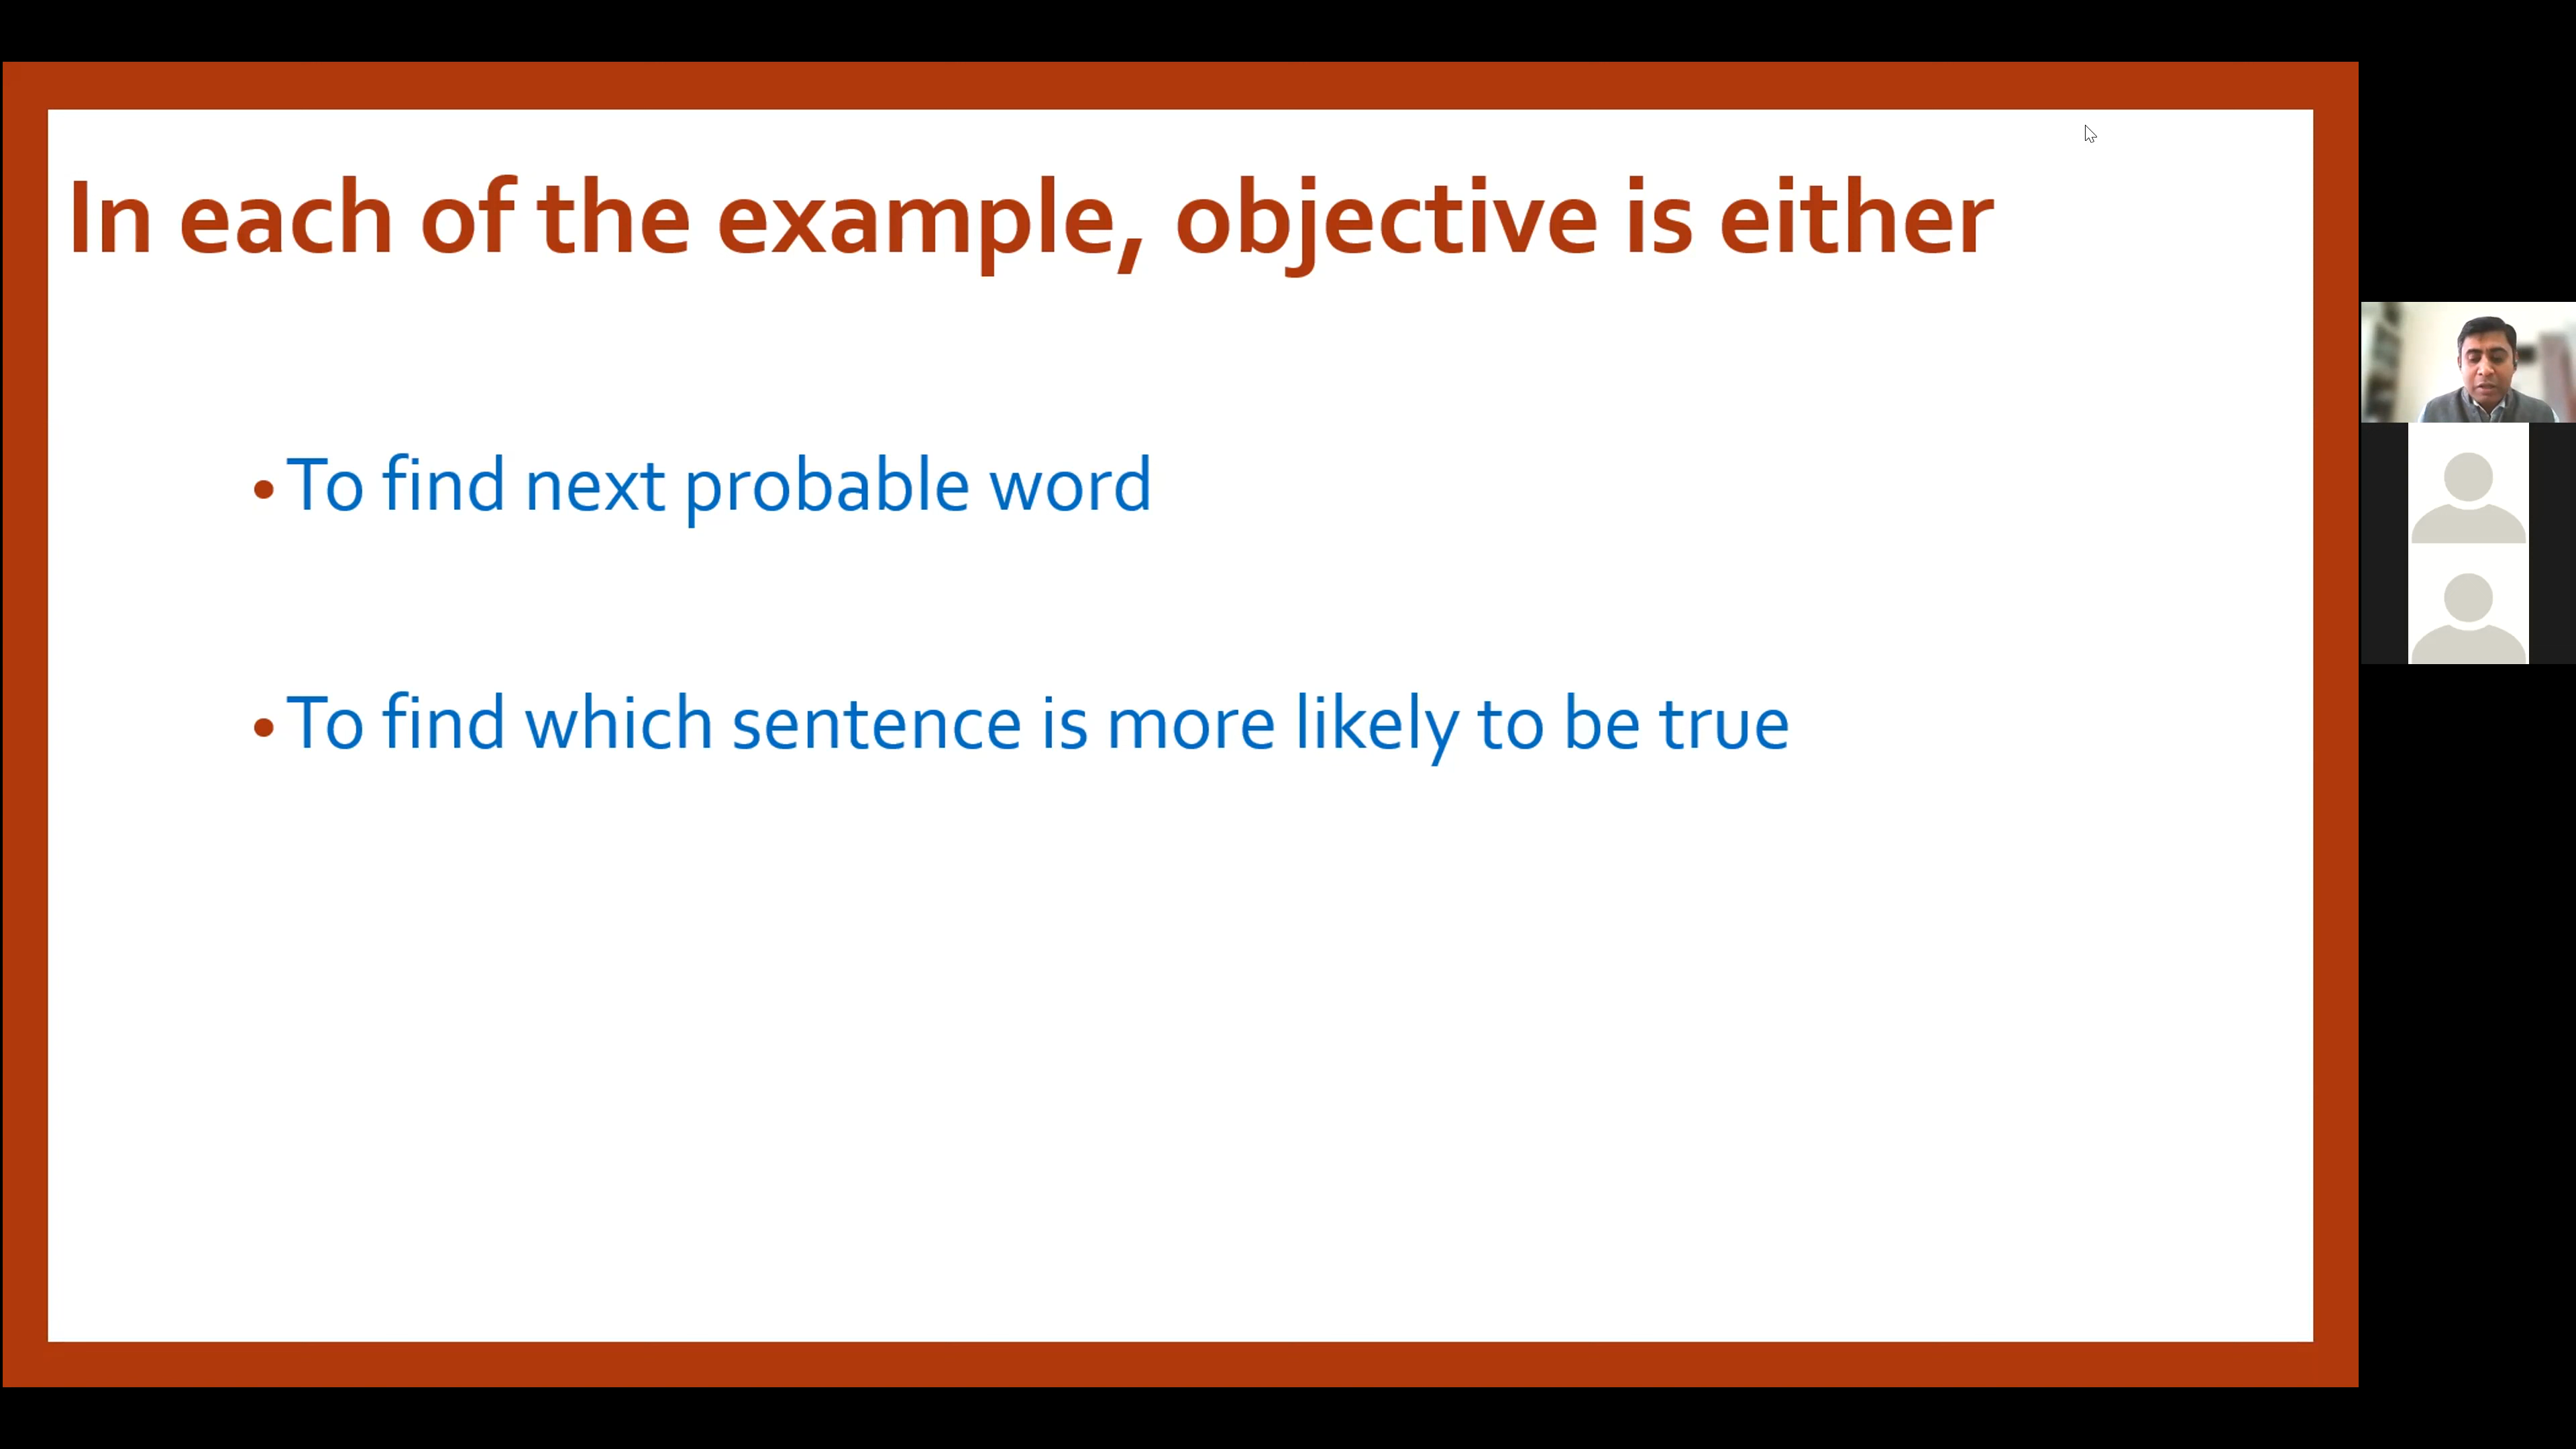 In each of the example, objective is either
• To find next probable word
• To find which sentence is more likely to be true